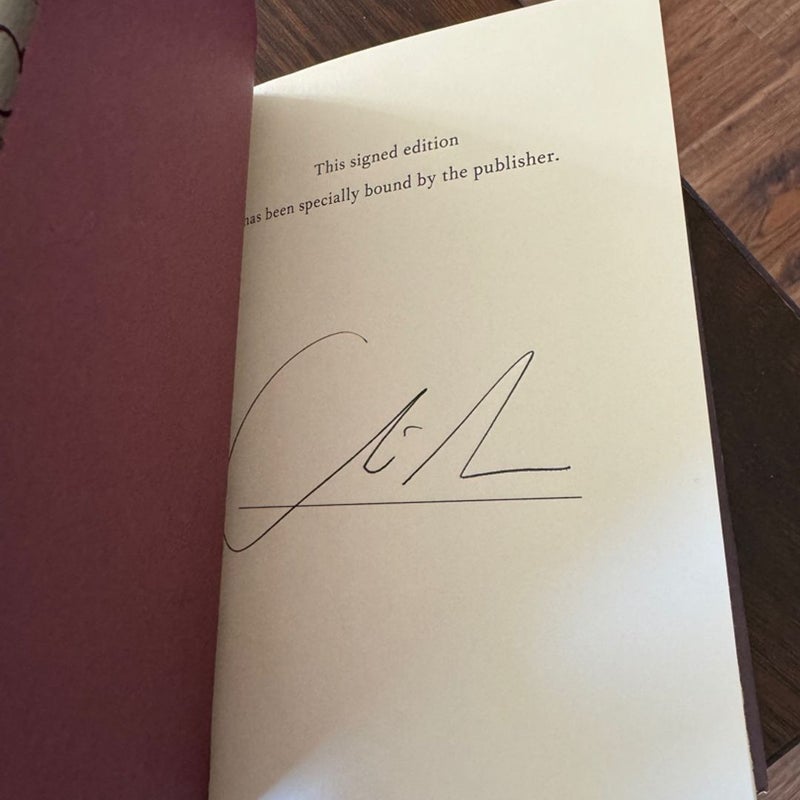 This signed edition
has been specially bound by the publisher.